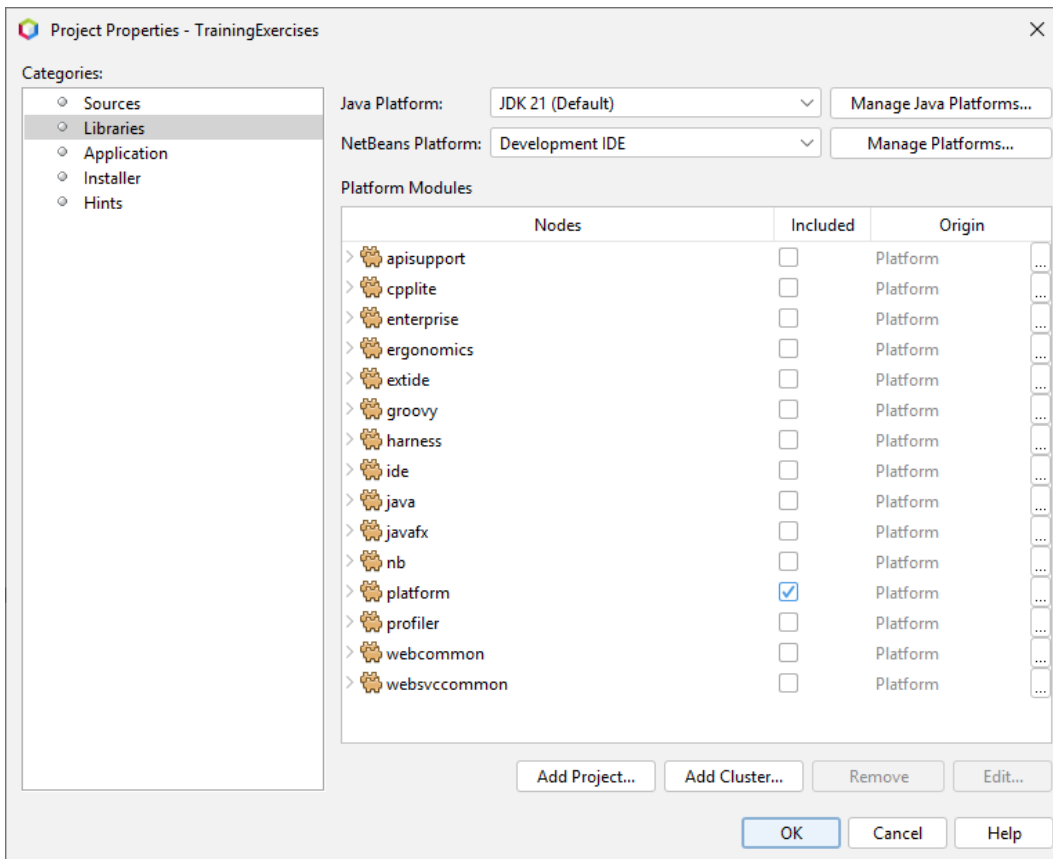 Project Properties - TrainingExercises
Categories:
Sources
Libraries
Application
Installer
Hints
Java Platform: JDK 21 (Default) Manage Java Platforms...
NetBeans Platform: Development IDE Manage Platforms...
Platform Modules
Nodes Included Origin
apisupport Platform ...
cpplite Platform ...
enterprise Platform ...
ergonomics Platform ...
extide Platform ...
groovy Platform ...
harness Platform ...
ide Platform ...
java Platform ...
javafx Platform ...
nb Platform ...
platform Platform ...
profiler Platform ...
webcommon Platform ...
websvccommon Platform ...
Add Project... Add Cluster... Remove Edit...
OK Cancel Help